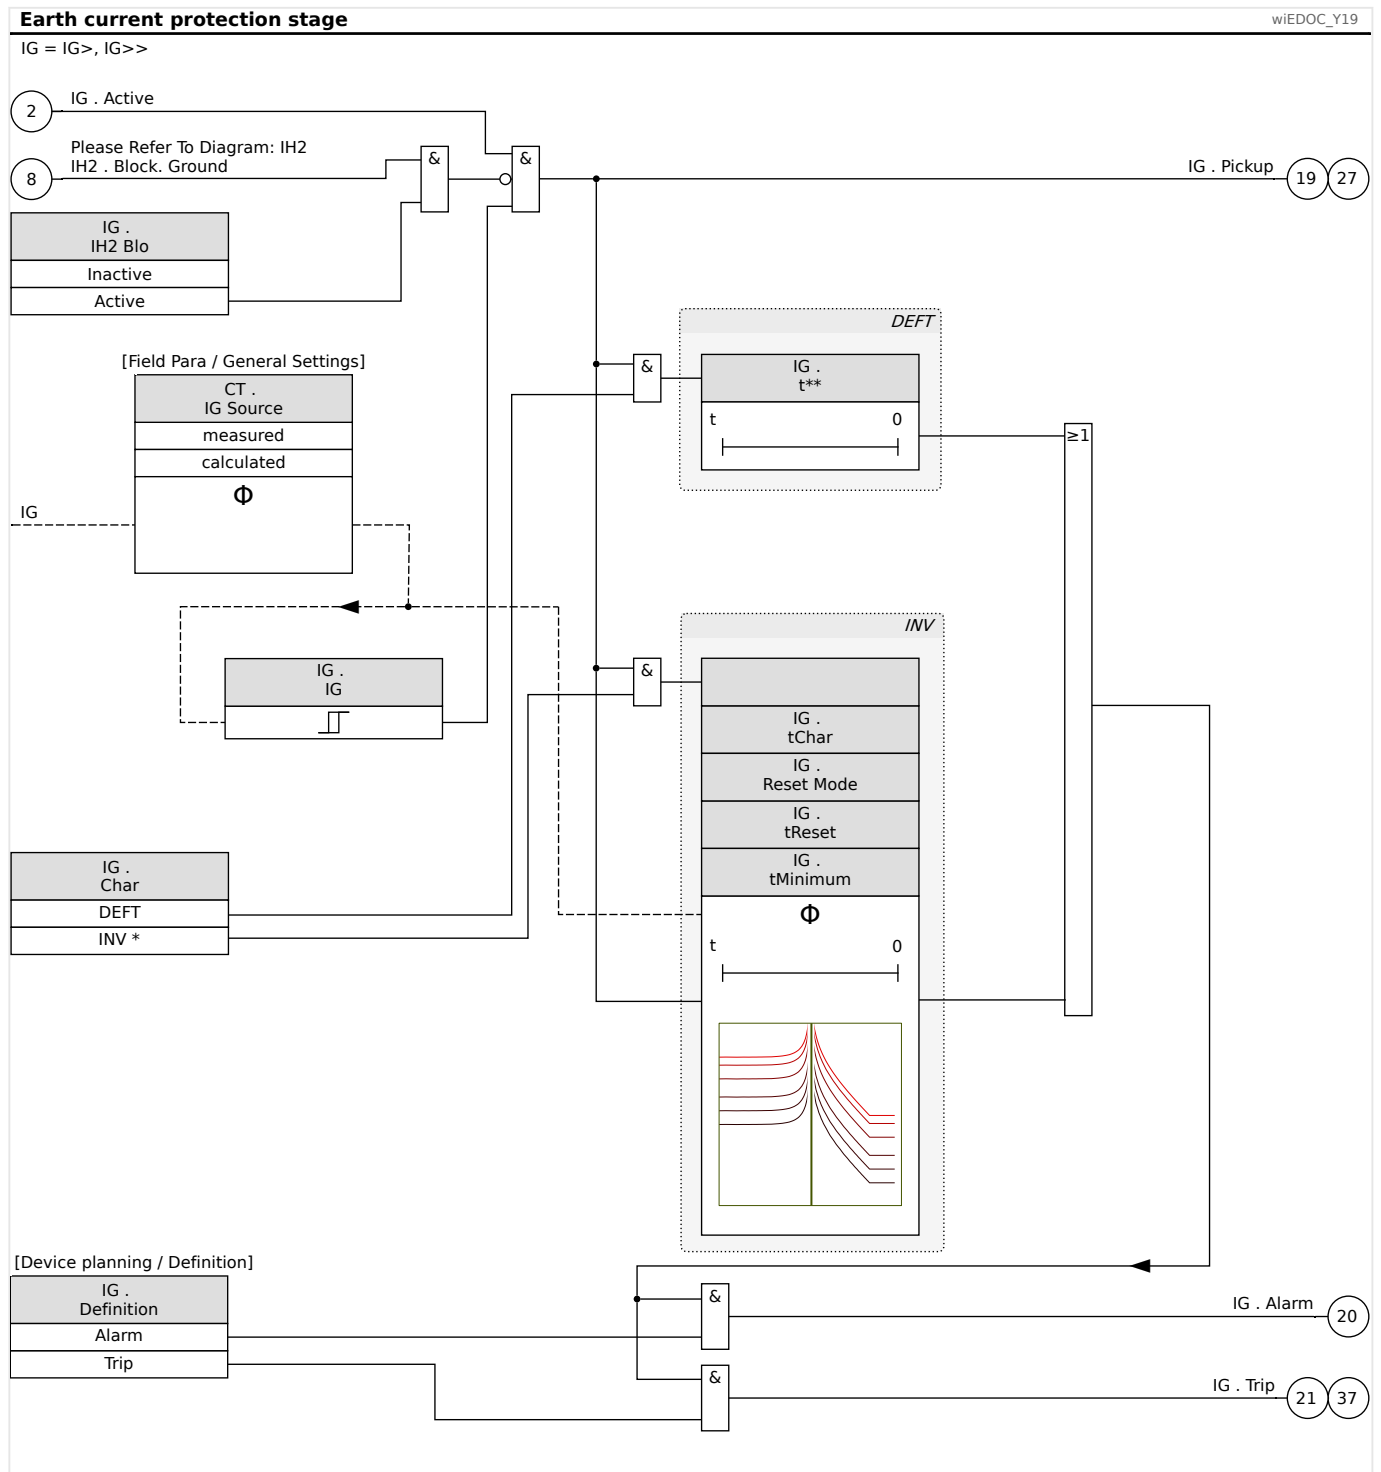 Earth current protection stage
wiEDOC_Y19
IG = IG>, IG>>
2
IG . Active
8
Please Refer To Diagram: IH2
IH2 . Block. Ground
&
&
IG . Pickup
19
27
IG .
IH2 Blo
Inactive
Active
[Field Para / General Settings]
CT .
IG Source
measured
calculated
Φ
IG
&
DEFT
IG .
t**
t
0
≥1
IG .
IG
&
INV
IG .
tChar
IG .
Reset Mode
IG .
tReset
IG .
tMinimum
Φ
t
0
IG .
Char
DEFT
INV *
[Device planning / Definition]
IG .
Definition
Alarm
Trip
&
IG . Alarm
20
&
IG . Trip
21
37